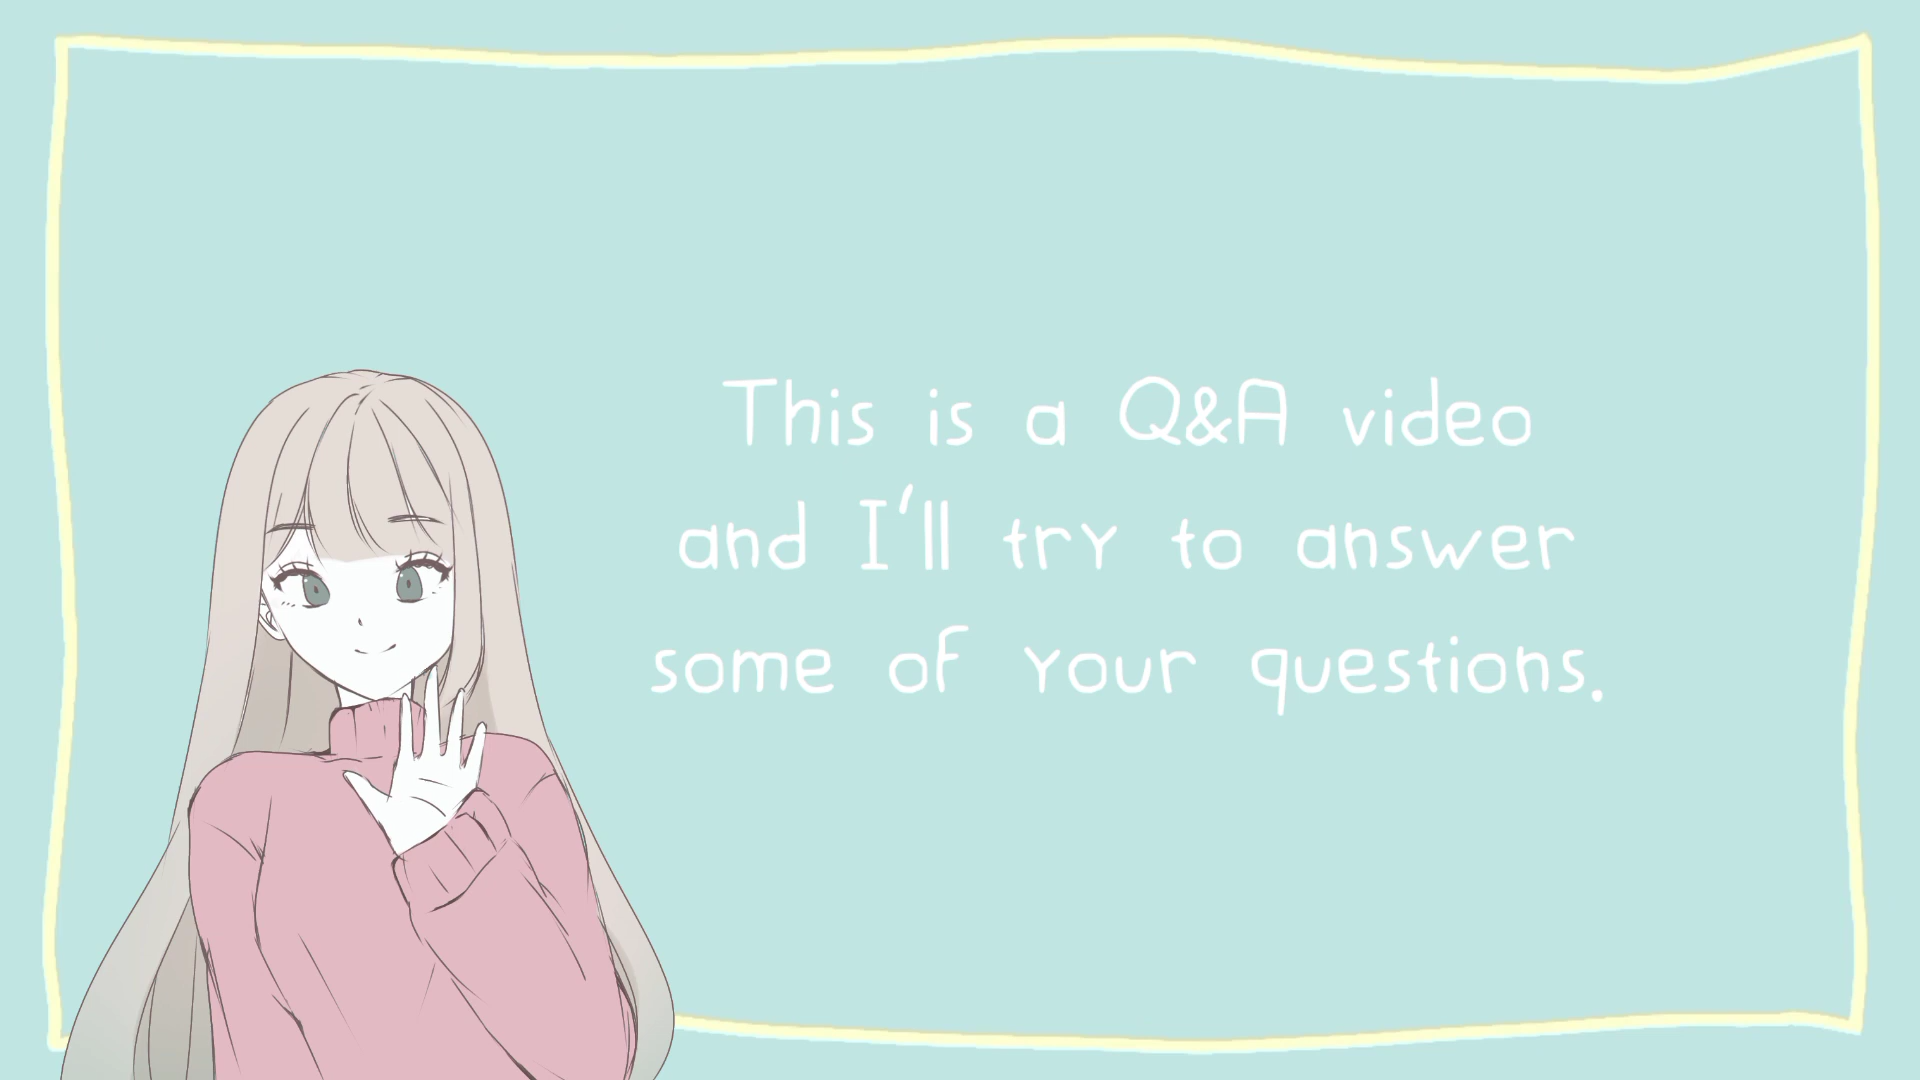 This is a Q&A video
and I'll try to answer
some of your questions.